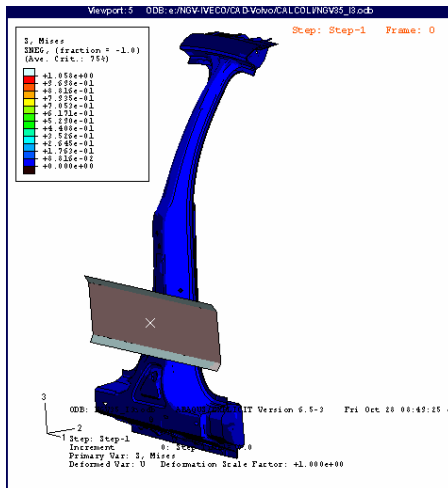 Viewport: 5 ODB: e:/NGV-IVECO/CAD-Volvo/CALCOLI/NGV35_I3.odb
Step: Step-1 Frame: 0
S, Mises
SNEG, (fraction = -1.0)
(Ave. Crit.: 75%)
+1.058e+00
+9.698e-01
+8.816e-01
+7.935e-01
+7.053e-01
+6.171e-01
+5.290e-01
+4.408e-01
+3.526e-01
+2.645e-01
+1.763e-01
+8.816e-02
+0.000e+00
3
2
1
ODB: Version 6.5-3 Fri Oct 28 08:49:25
Step: Step-1
Increment 0: Step
Primary Var: S, Mises
Deformed Var: U Deformation Scale Factor: +1.000e+00